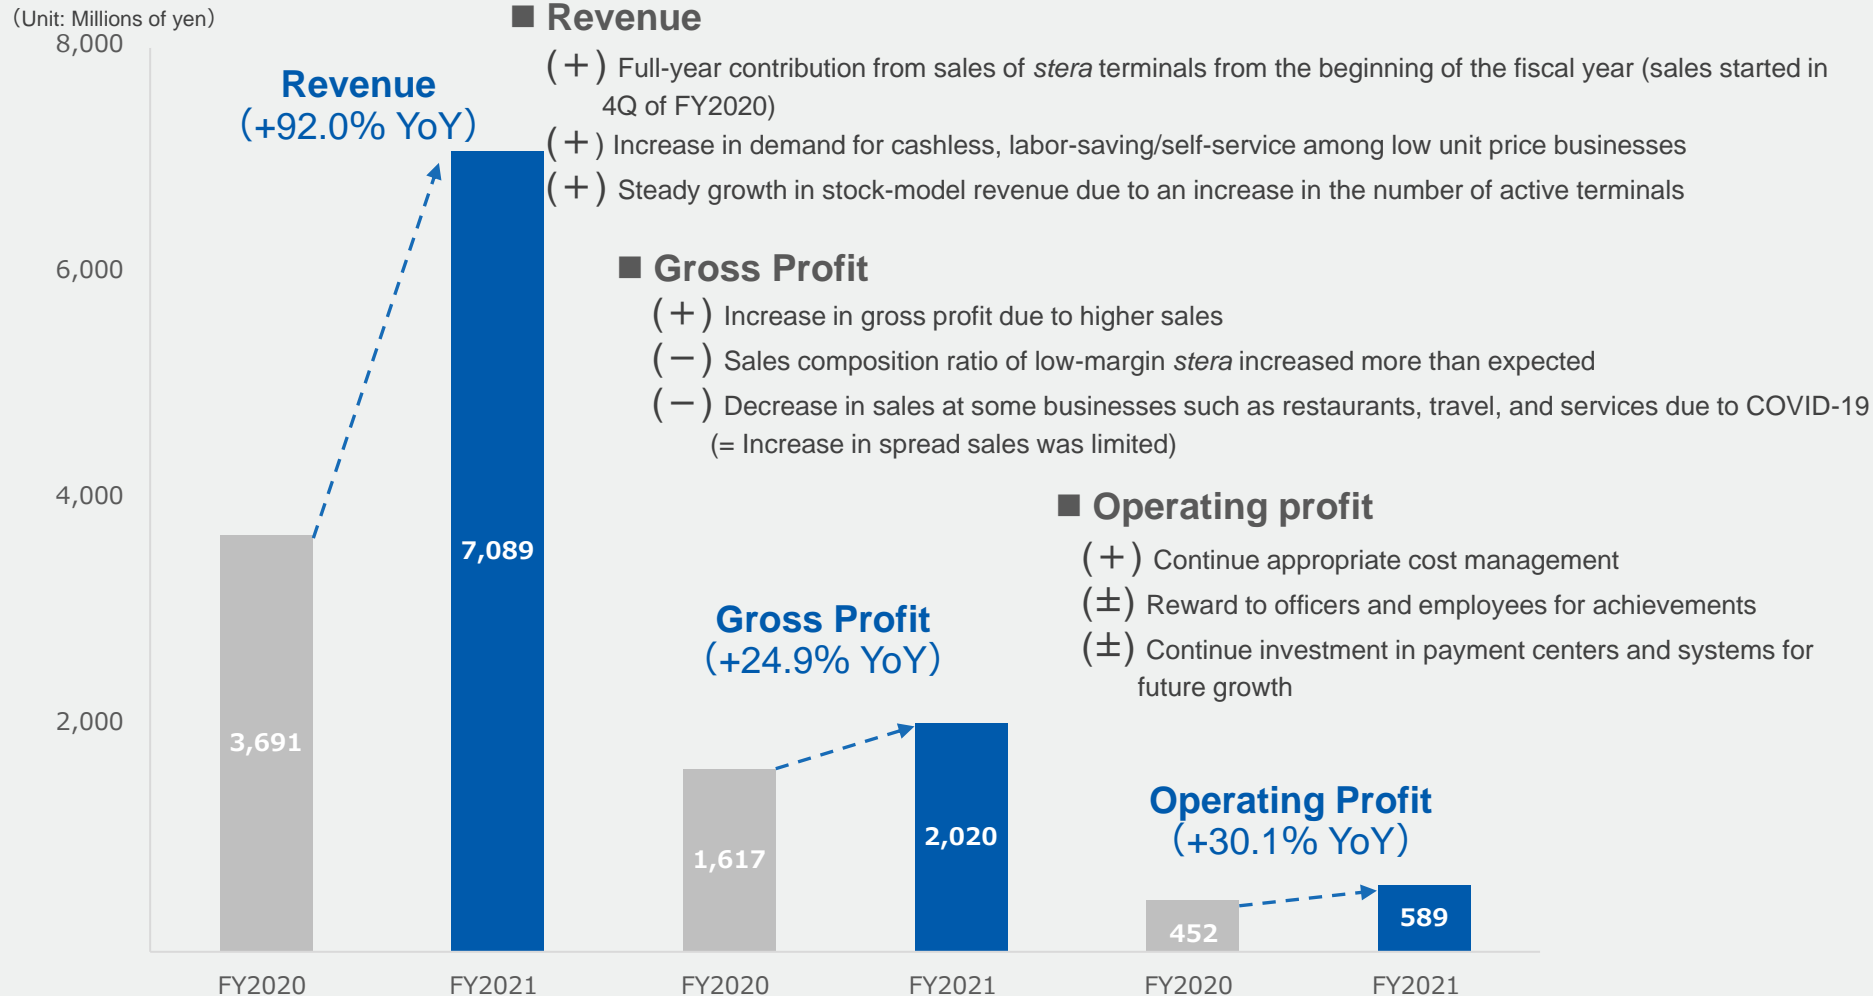 （Unit: Millions of yen）
8,000
6,000
4,000
2,000
Revenue
（+92.0% YoY）
3,691
7,089
Gross Profit
（+24.9% YoY）
1,617
2,020
Operating Profit
（+30.1% YoY）
452
589
FY2020
FY2021
FY2020
FY2021
FY2020
FY2021
■ Revenue
(＋) Full-year contribution from sales of stera terminals from the beginning of the fiscal year (sales started in
4Q of FY2020)
(＋) Increase in demand for cashless, labor-saving/self-service among low unit price businesses
(＋) Steady growth in stock-model revenue due to an increase in the number of active terminals
■ Gross Profit
(＋) Increase in gross profit due to higher sales
(－) Sales composition ratio of low-margin stera increased more than expected
(－) Decrease in sales at some businesses such as restaurants, travel, and services due to COVID-19
(= Increase in spread sales was limited)
■ Operating profit
(＋) Continue appropriate cost management
(±) Reward to officers and employees for achievements
(±) Continue investment in payment centers and systems for
future growth